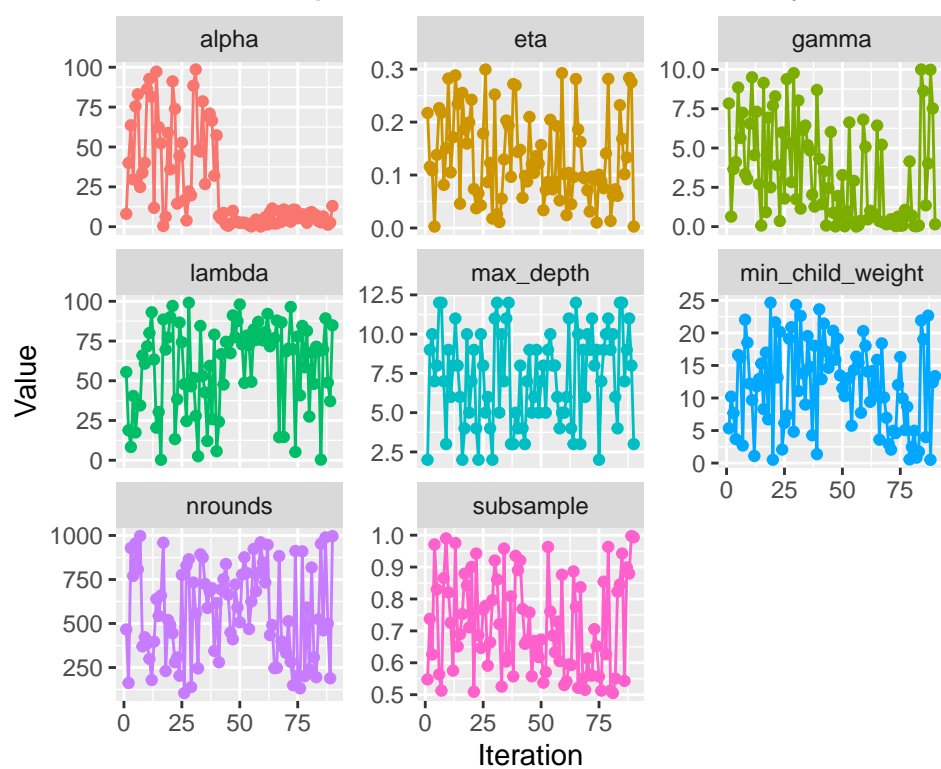 alpha eta gamma
100 0.3 10.0
75 7.5
0.2
50 5.0
0.1
25 2.5
0 0.0 0.0
lambda max_depth min_child_weight
100 12.5 25
75 10.0 20
15
50 7.5
10
25 5.0
5
0 2.5 0
0 25 50 75
nrounds subsample
1000 1.0
0.9
750 0.8
500 0.7
250 0.6
0.5
0 25 50 75 0 25 50 75
Value
Iteration